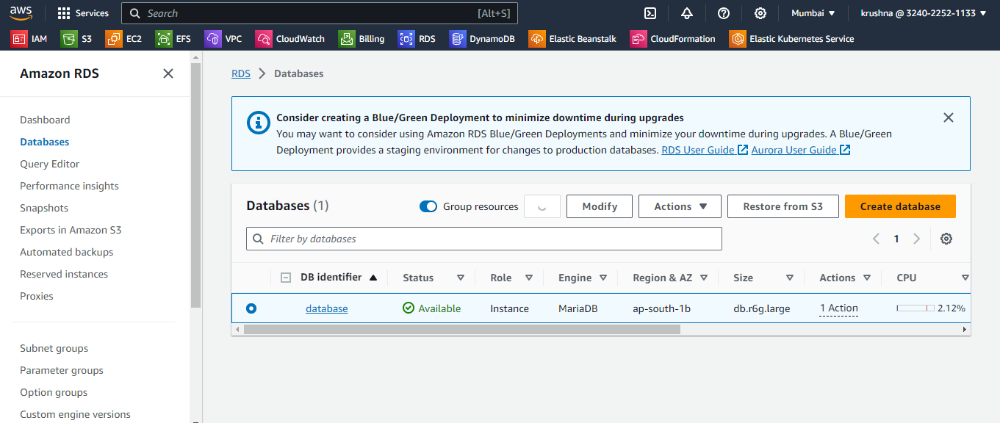 aws Services Search [Alt+S] Mumbai ▼ krushna @ 3240-2252-1133 ▼
IAM S3 EC2 EFS VPC CloudWatch Billing RDS DynamoDB Elastic Beanstalk CloudFormation Elastic Kubernetes Service
Amazon RDS
Dashboard
Databases
Query Editor
Performance insights
Snapshots
Exports in Amazon S3
Automated backups
Reserved instances
Proxies
Subnet groups
Parameter groups
Option groups
Custom engine versions
RDS > Databases
Consider creating a Blue/Green Deployment to minimize downtime during upgrades
You may want to consider using Amazon RDS Blue/Green Deployments and minimize your downtime during upgrades. A Blue/Green
Deployment provides a staging environment for changes to production databases. RDS User Guide Aurora User Guide
Databases (1) Group resources Modify Actions ▼ Restore from S3 Create database
Filter by databases < 1 >
DB identifier ▲ Status Role Engine Region & AZ Size Actions CPU
database Available Instance MariaDB ap-south-1b db.r6g.large 1 Action 2.12%